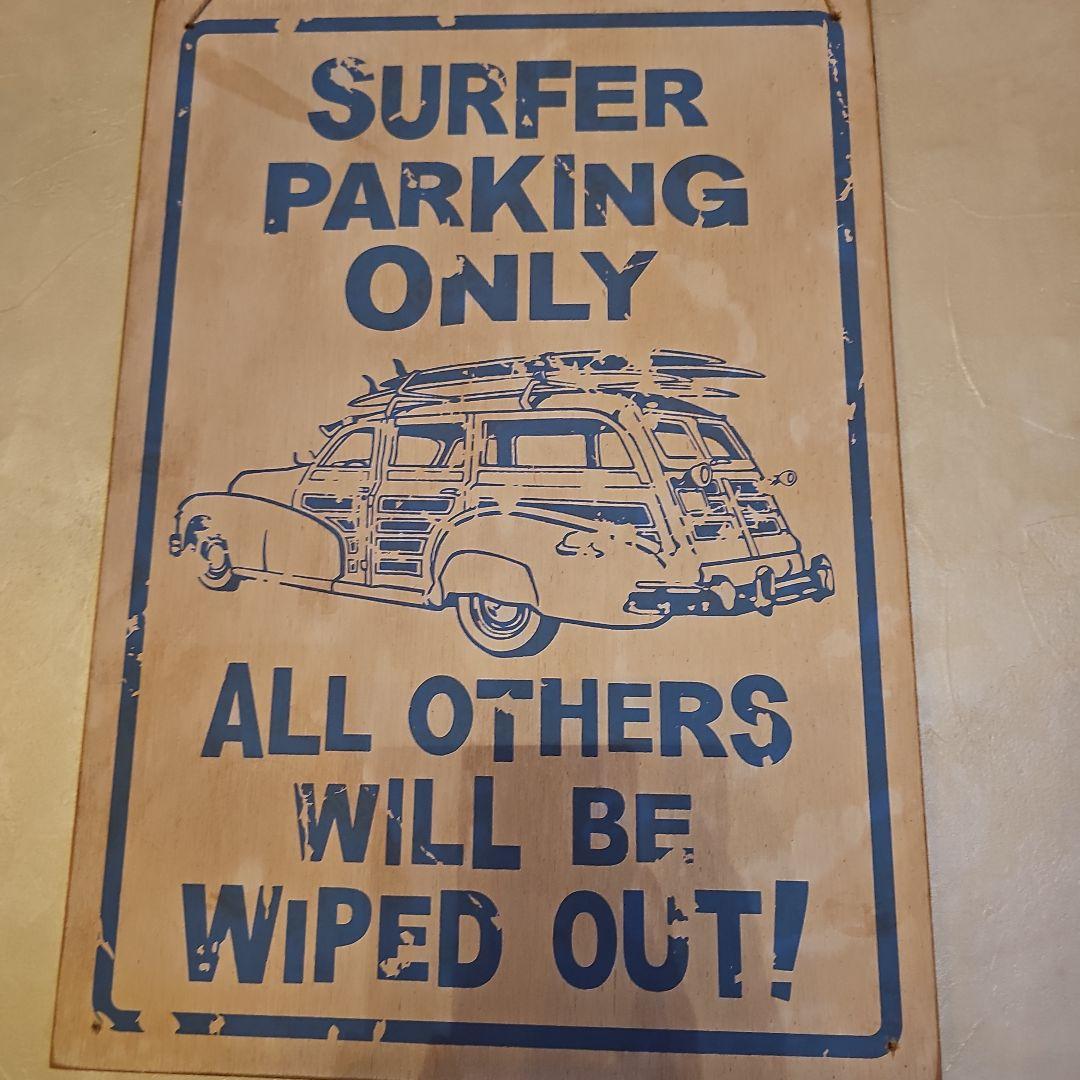 SURFER
PARKING
ONLY
ALL OTHERS
WILL BE
WIPED OUT!